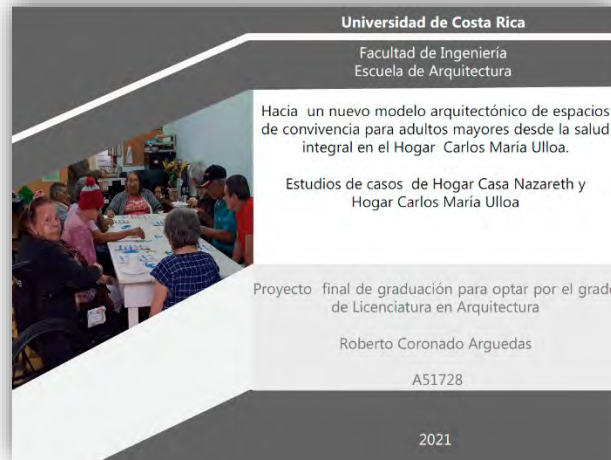 Universidad de Costa Rica
Facultad de Ingeniería
Escuela de Arquitectura
Hacia un nuevo modelo arquitectónico de espacios
de convivencia para adultos mayores desde la salud
integral en el Hogar Carlos María Ulloa.
Estudios de casos de Hogar Casa Nazareth y
Hogar Carlos María Ulloa
Proyecto final de graduación para optar por el grado
de Licenciatura en Arquitectura
Roberto Coronado Arguedas
A51728
2021